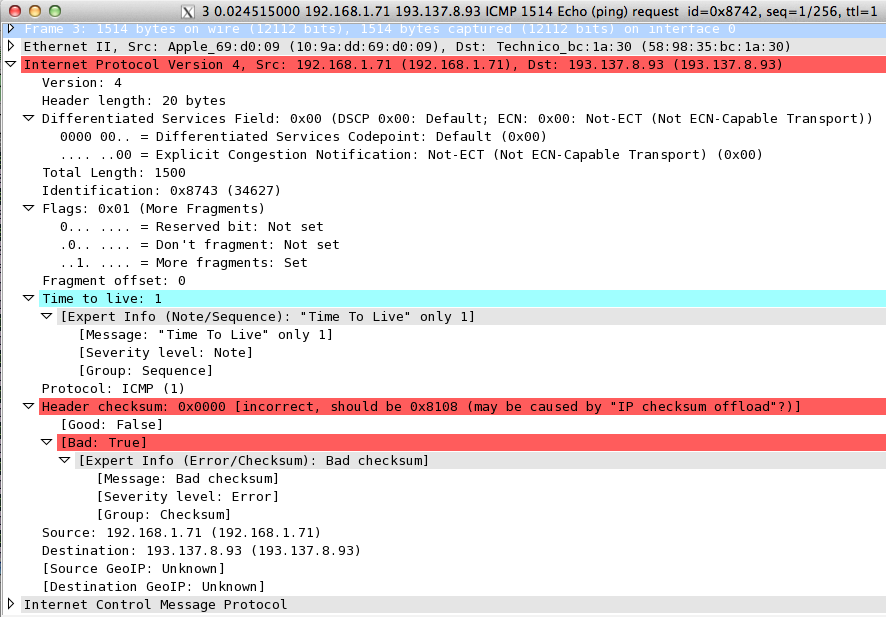 3 0.024515000 192.168.1.71 193.137.8.93 ICMP 1514 Echo (ping) request  id=0x8742, seq=1/256, ttl=1
Frame 3: 1514 bytes on wire (12112 bits), 1514 bytes captured (12112 bits) on interface 0
Ethernet II, Src: Apple_69:d0:09 (10:9a:dd:69:d0:09), Dst: Technico_bc:1a:30 (58:98:35:bc:1a:30)
Internet Protocol Version 4, Src: 192.168.1.71 (192.168.1.71), Dst: 193.137.8.93 (193.137.8.93)
Version: 4
Header length: 20 bytes
Differentiated Services Field: 0x00 (DSCP 0x00: Default; ECN: 0x00: Not-ECT (Not ECN-Capable Transport))
0000 00.. = Differentiated Services Codepoint: Default (0x00)
.... ..00 = Explicit Congestion Notification: Not-ECT (Not ECN-Capable Transport) (0x00)
Total Length: 1500
Identification: 0x8743 (34627)
Flags: 0x01 (More Fragments)
0... .... = Reserved bit: Not set
.0.. .... = Don't fragment: Not set
..1. .... = More fragments: Set
Fragment offset: 0
Time to live: 1
[Expert Info (Note/Sequence): "Time To Live" only 1]
[Message: "Time To Live" only 1]
[Severity level: Note]
[Group: Sequence]
Protocol: ICMP (1)
Header checksum: 0x0000 [incorrect, should be 0x8108 (may be caused by "IP checksum offload"?)]
[Good: False]
[Bad: True]
[Expert Info (Error/Checksum): Bad checksum]
[Message: Bad checksum]
[Severity level: Error]
[Group: Checksum]
Source: 192.168.1.71 (192.168.1.71)
Destination: 193.137.8.93 (193.137.8.93)
[Source GeoIP: Unknown]
[Destination GeoIP: Unknown]
Internet Control Message Protocol